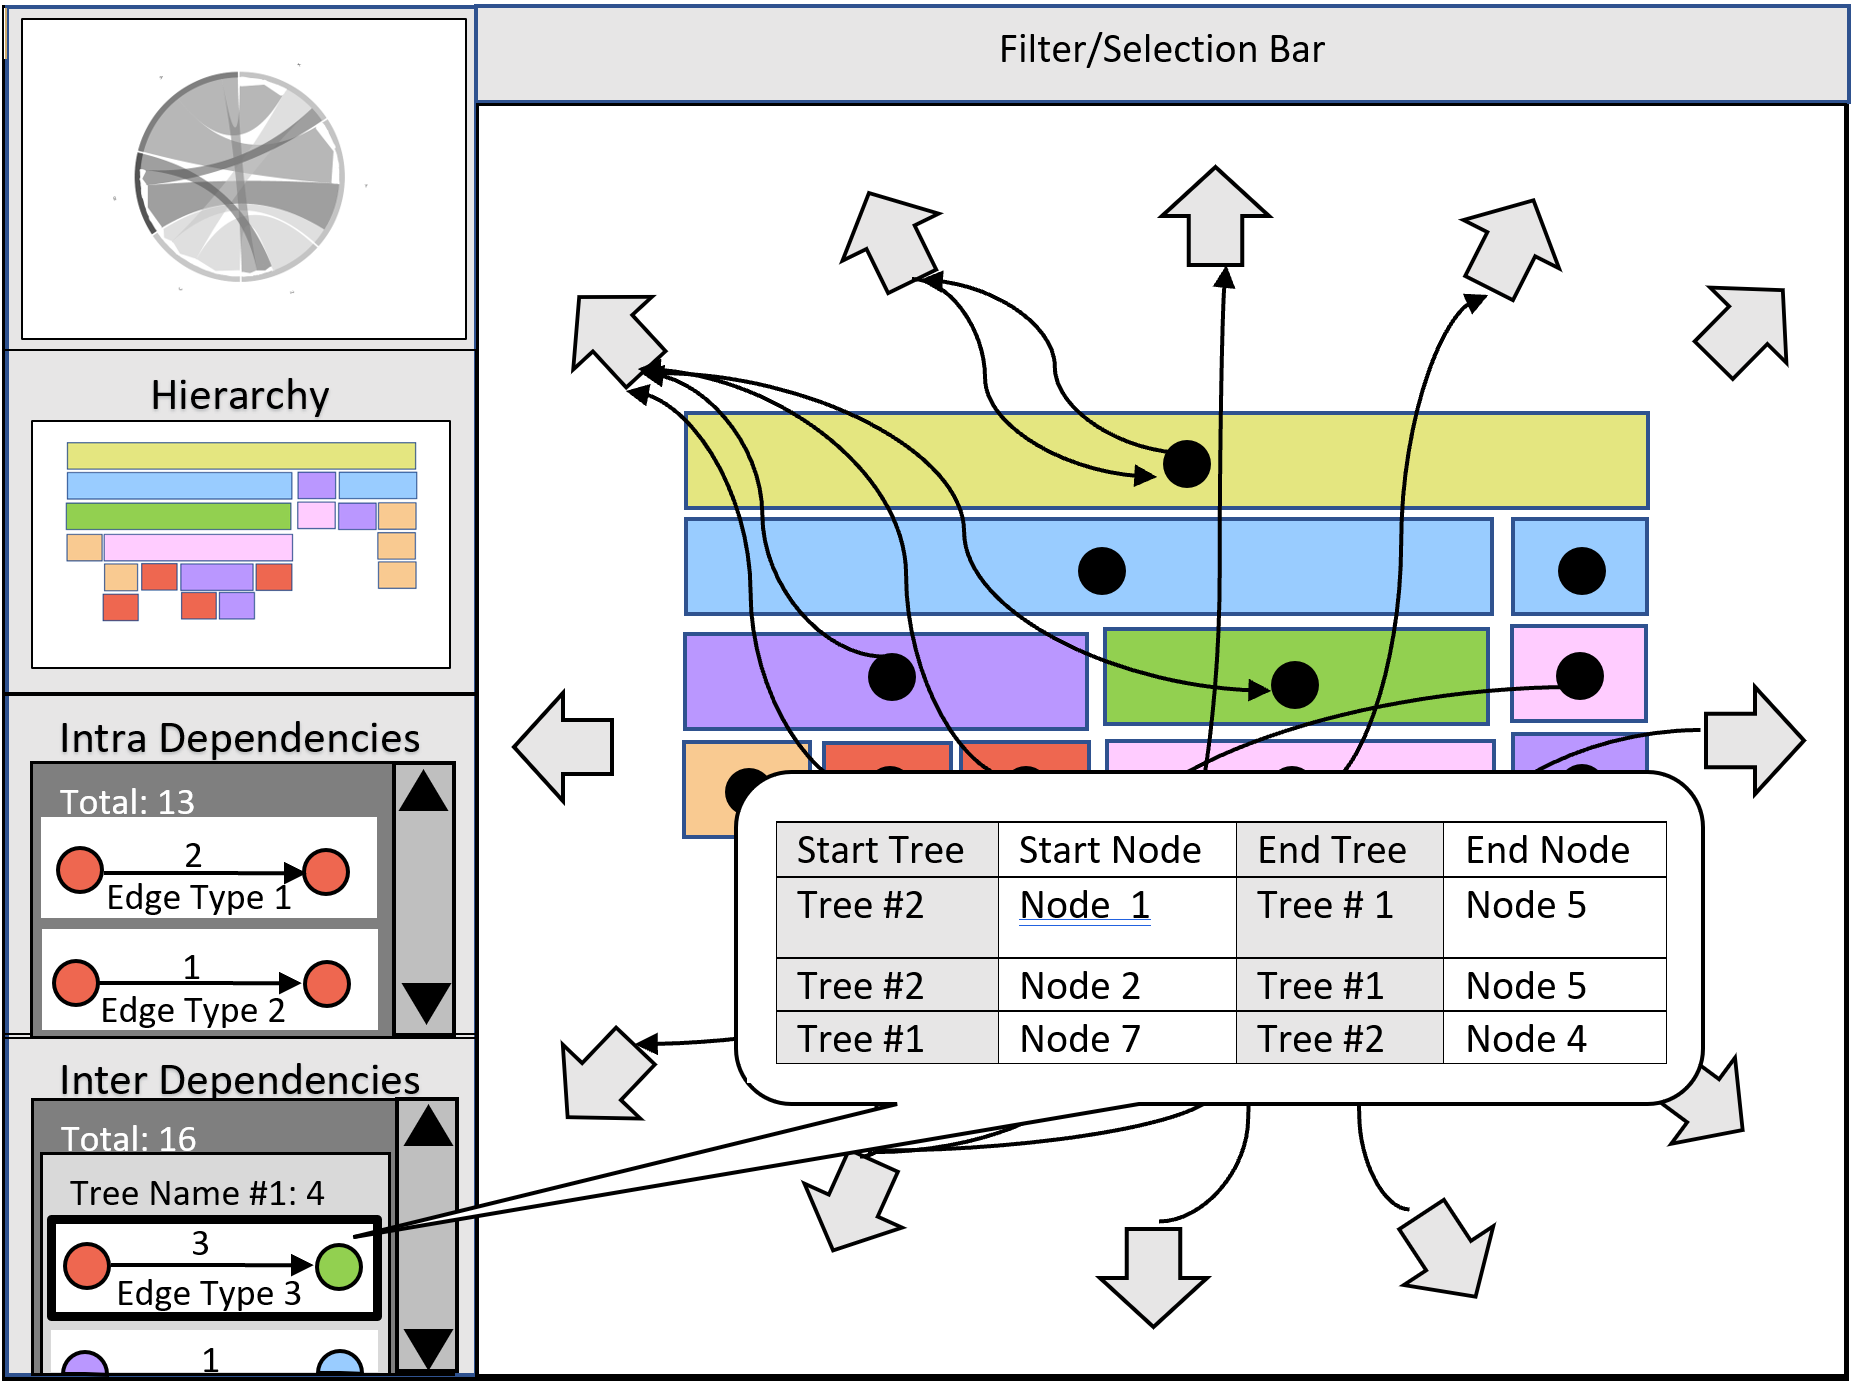 Filter/Selection Bar
Hierarchy
Intra Dependencies
Total: 13
2
Edge Type 1
1
Edge Type 2
Inter Dependencies
Total: 16
Tree Name #1: 4
3
Edge Type 3
1
Start Tree Start Node End Tree End Node
Tree #2 Node 1 Tree # 1 Node 5
Tree #2 Node 2 Tree #1 Node 5
Tree #1 Node 7 Tree #2 Node 4